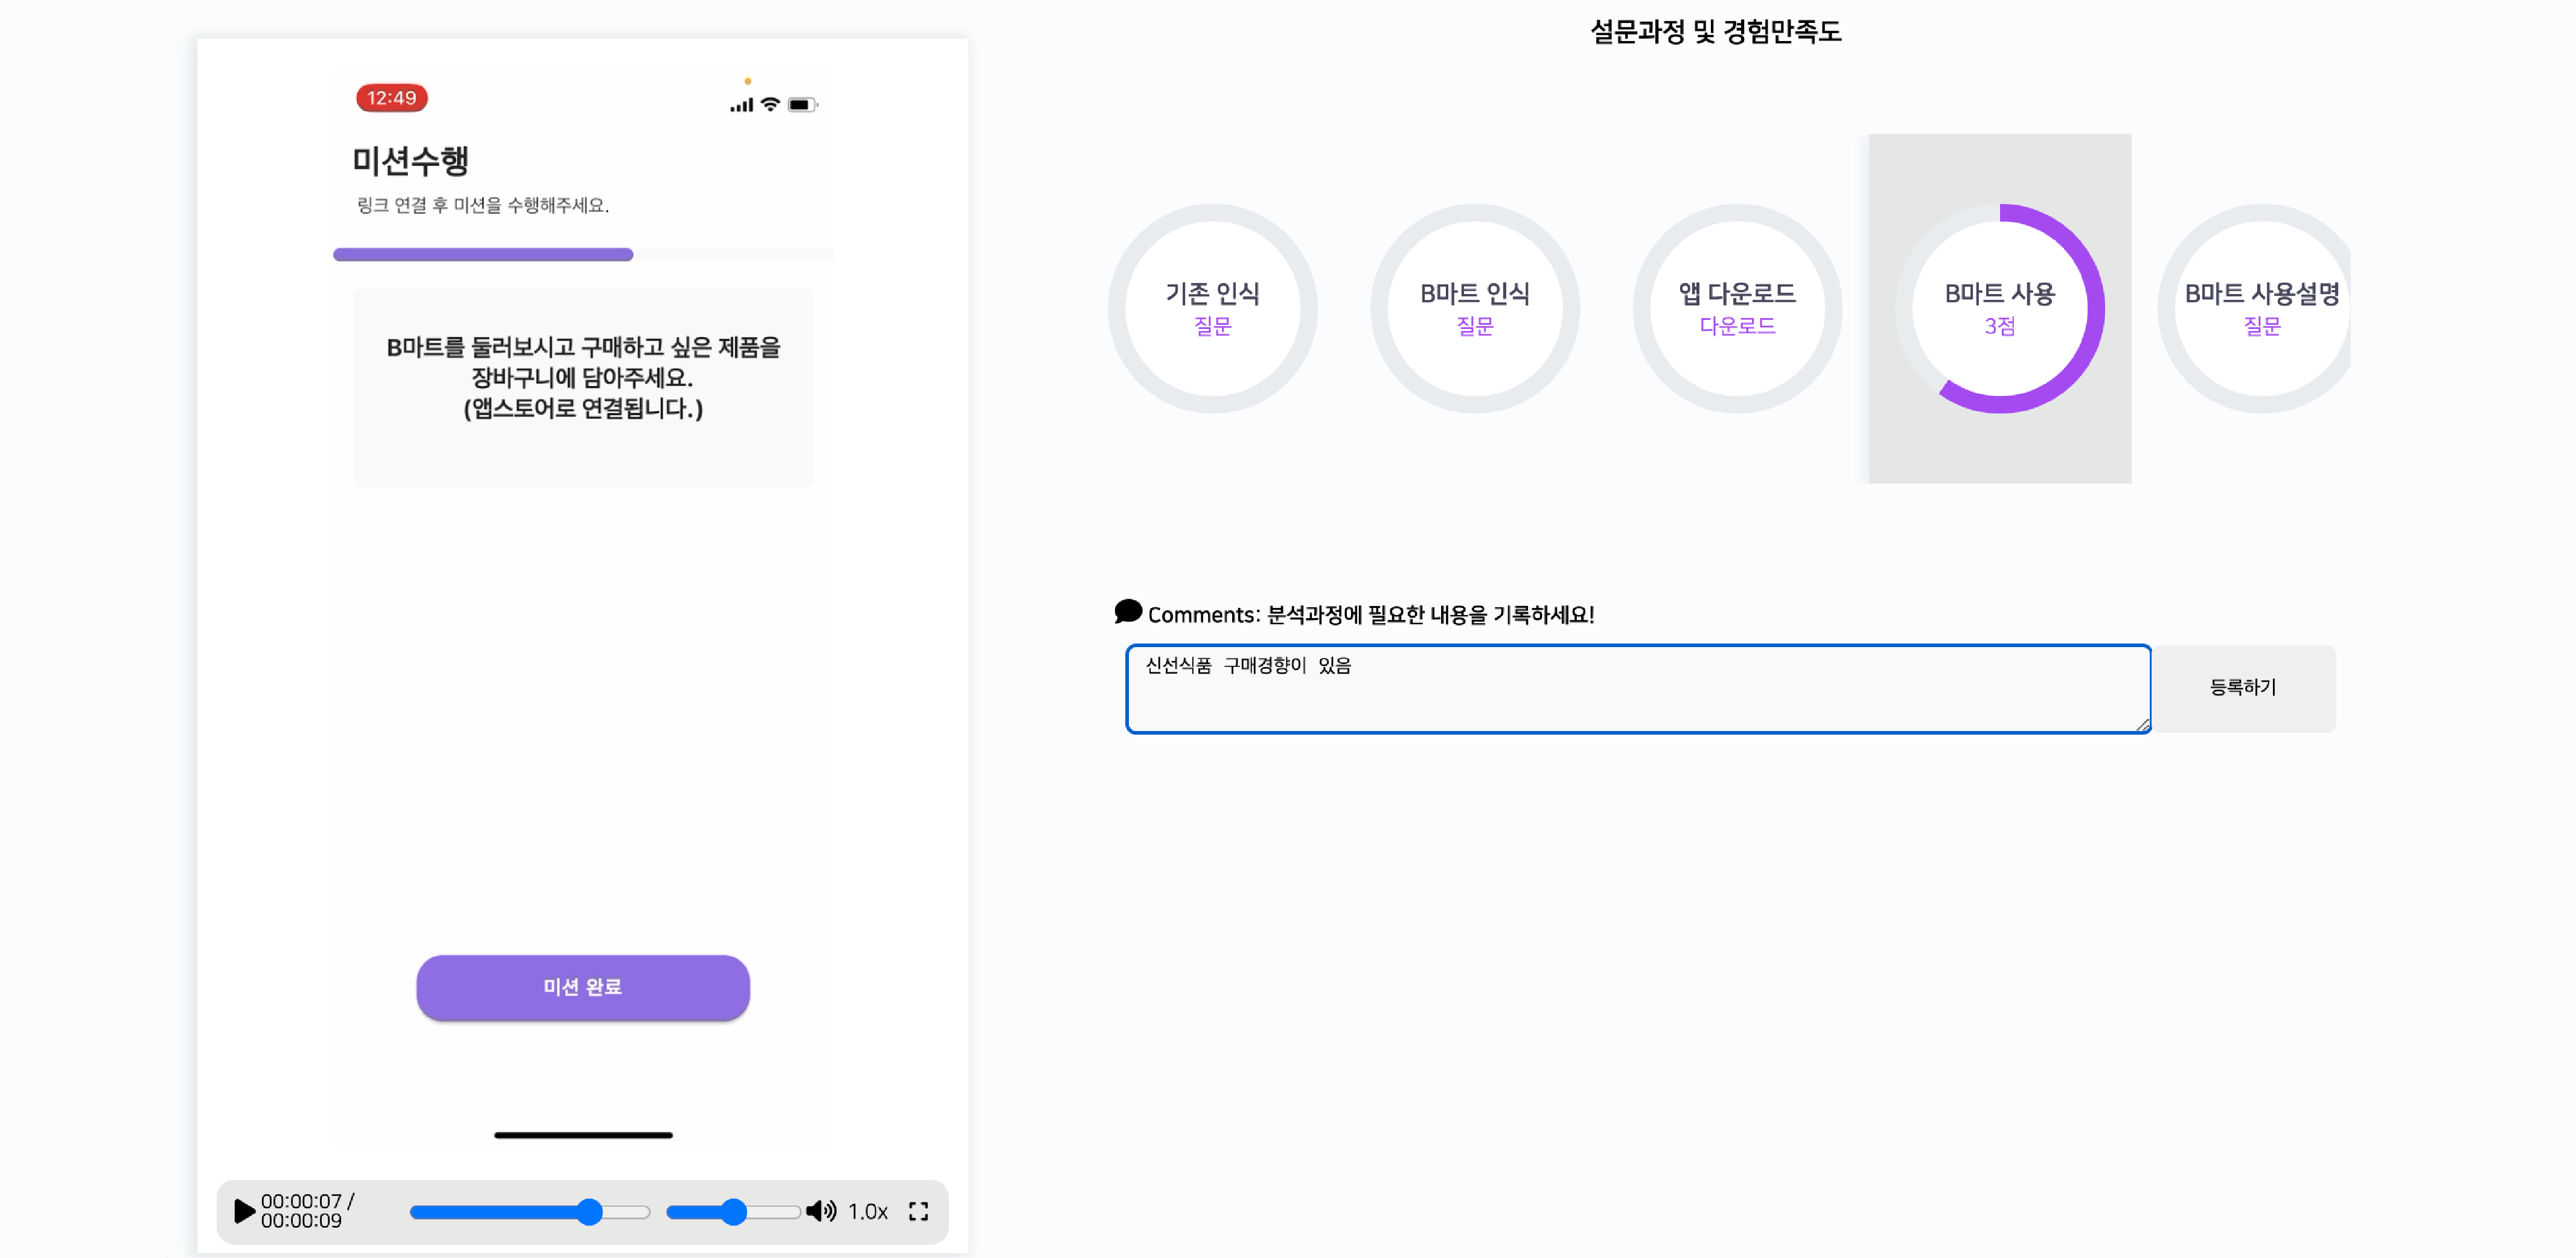 12:49
미션수행
링크 연결 후 미션을 수행해주세요.
B마트를 둘러보시고 구매하고 싶은 제품을
장바구니에 담아주세요.
(앱스토어로 연결됩니다.)
미션 완료
00:00:07 /
00:00:09
1.0x
설문과정 및 경험만족도
기존 인식
질문
B마트 인식
질문
앱 다운로드
다운로드
B마트 사용
3점
B마트 사용설명
질문
Comments: 분석과정에 필요한 내용을 기록하세요!
신선식품 구매경향이 있음
등록하기